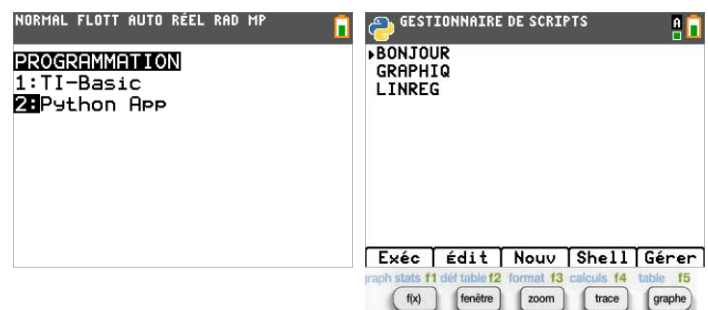 NORMAL FLOTT AUTO RÉEL RAD MP
PROGRAMMATION
1:TI-Basic
2:Python App
GESTIONNAIRE DE SCRIPTS
A
BONJOUR
GRAPHIQ
LINREG
Exéc édit Nouv Shell Gérer
graph stats f1 déf table f2 format f3 calculs f4 table f5
f(x) fenêtre zoom trace graphe